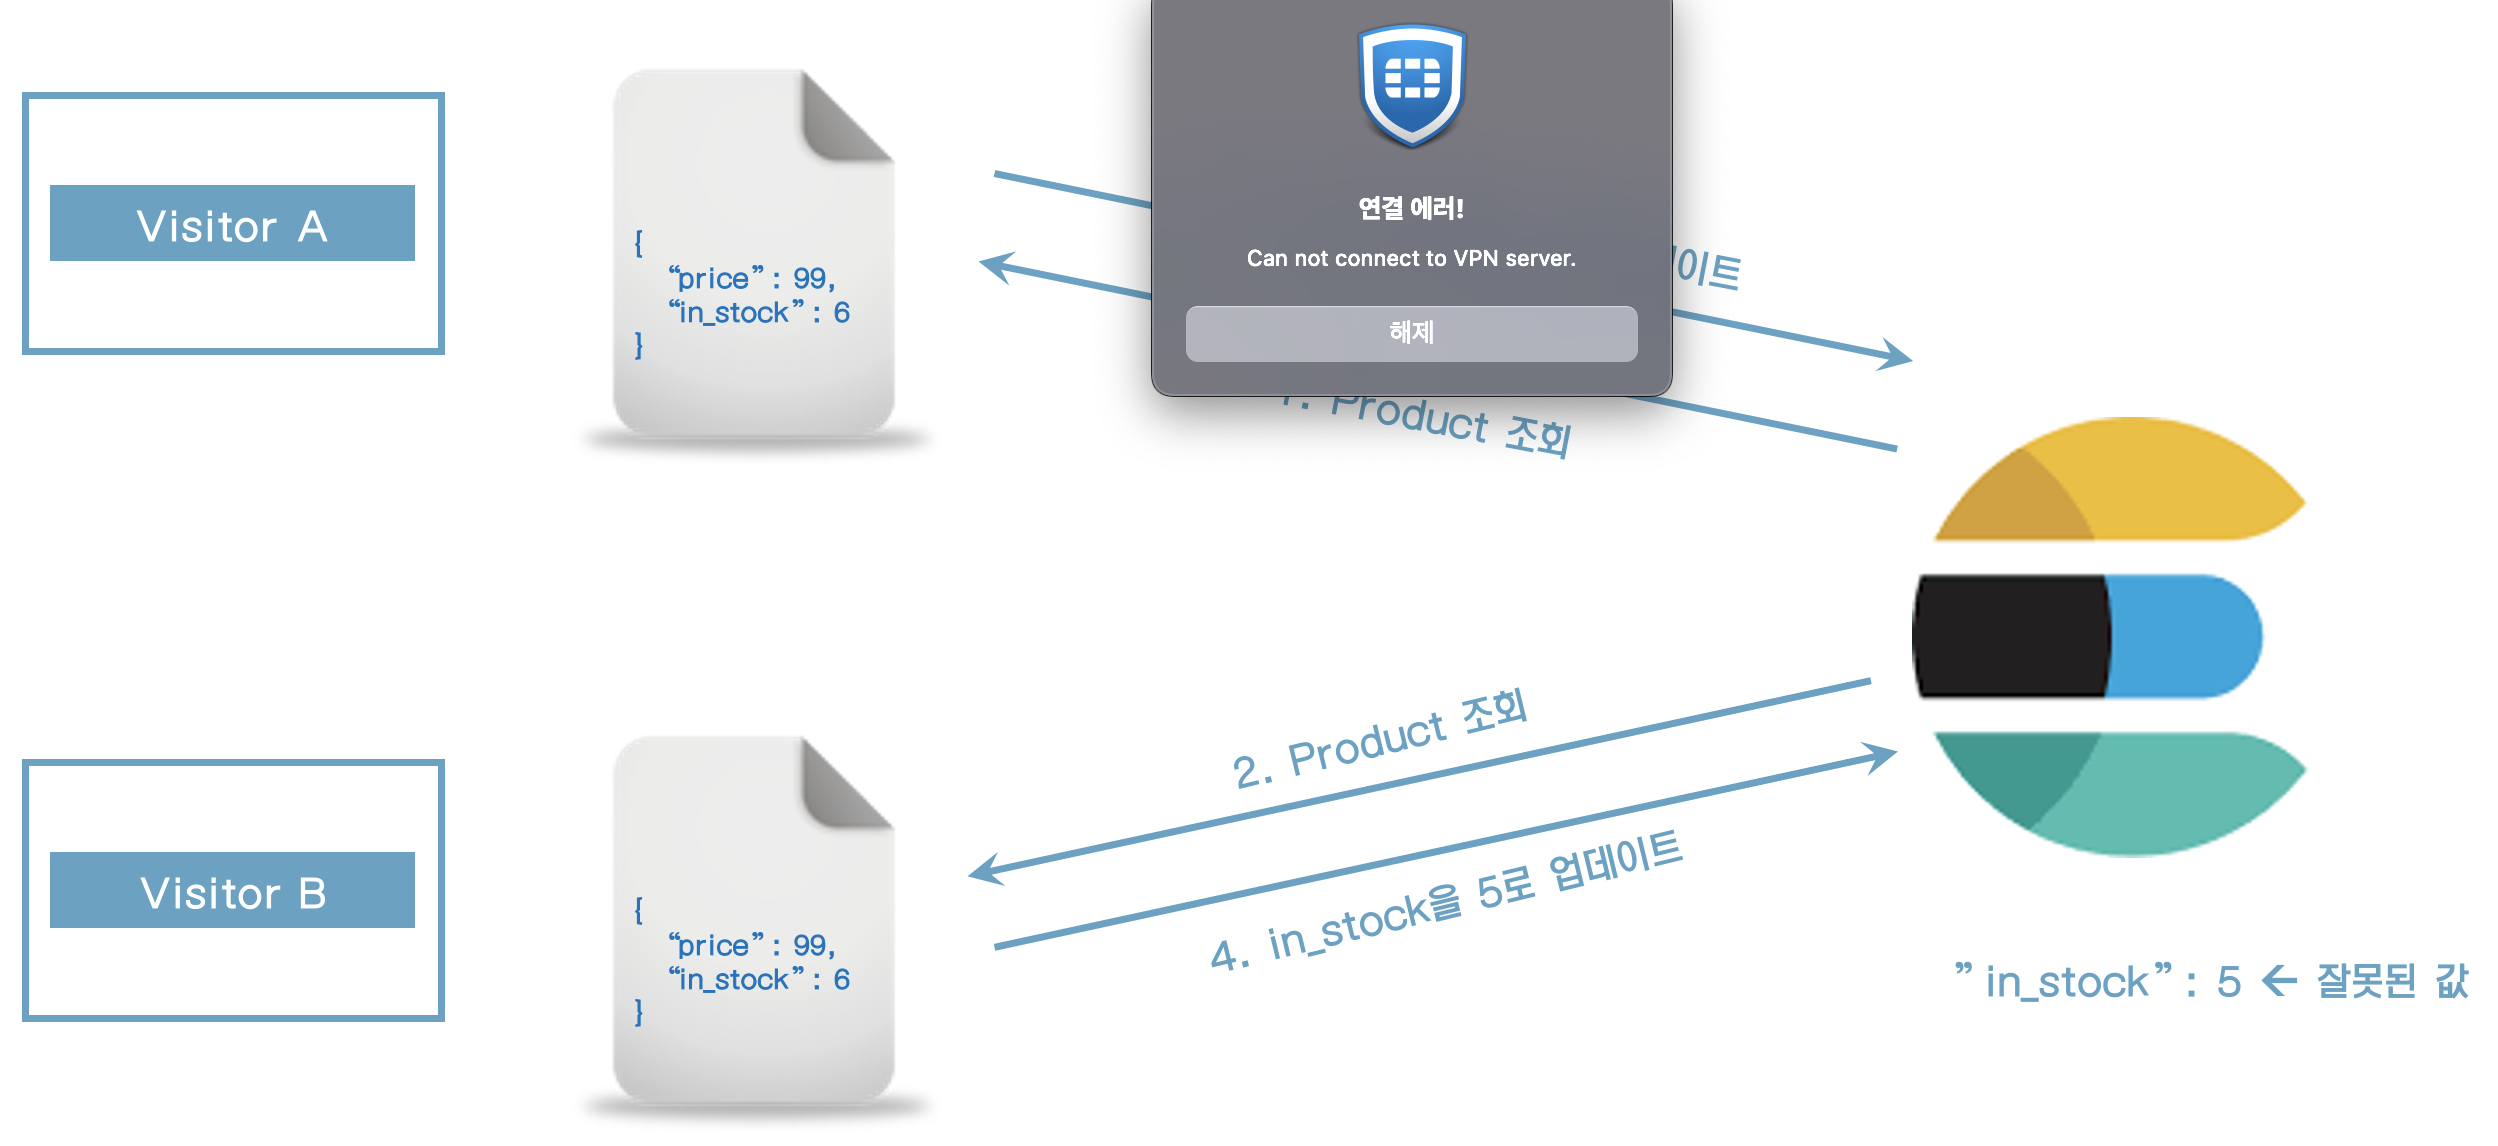 Visitor A
{
“price” : 99,
“in_stock” : 6
}
연결 에러!
Can not connect to VPN server.
해제
이트
1. Product 조회
2. Product 조회
4. in_stock을 5로 업데이트
Visitor B
{
“price” : 99,
“in_stock” : 6
}
” in_stock” : 5 ← 잘못된 값